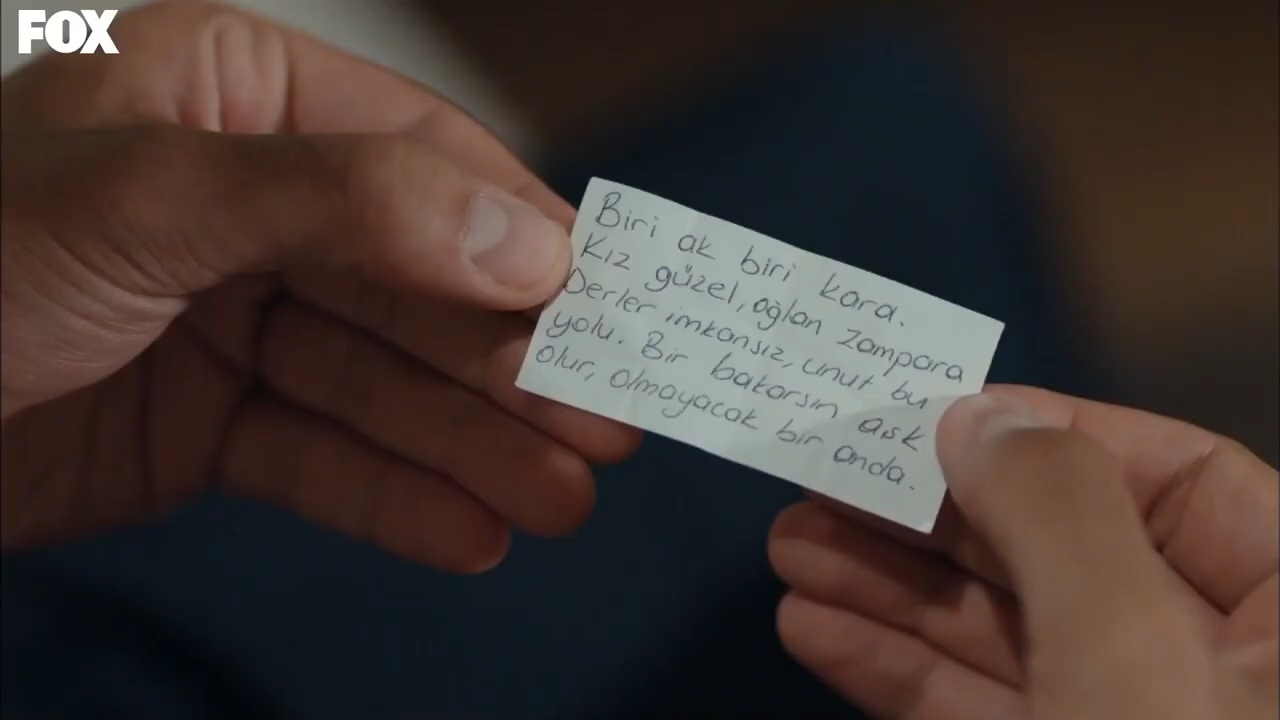 FOX
Biri ak biri kara.
Kız güzel, oğlan zampara
Derler imkansız, unut bu
yolu. Bir bakarsın aşk
olur, olmayacak bir anda.